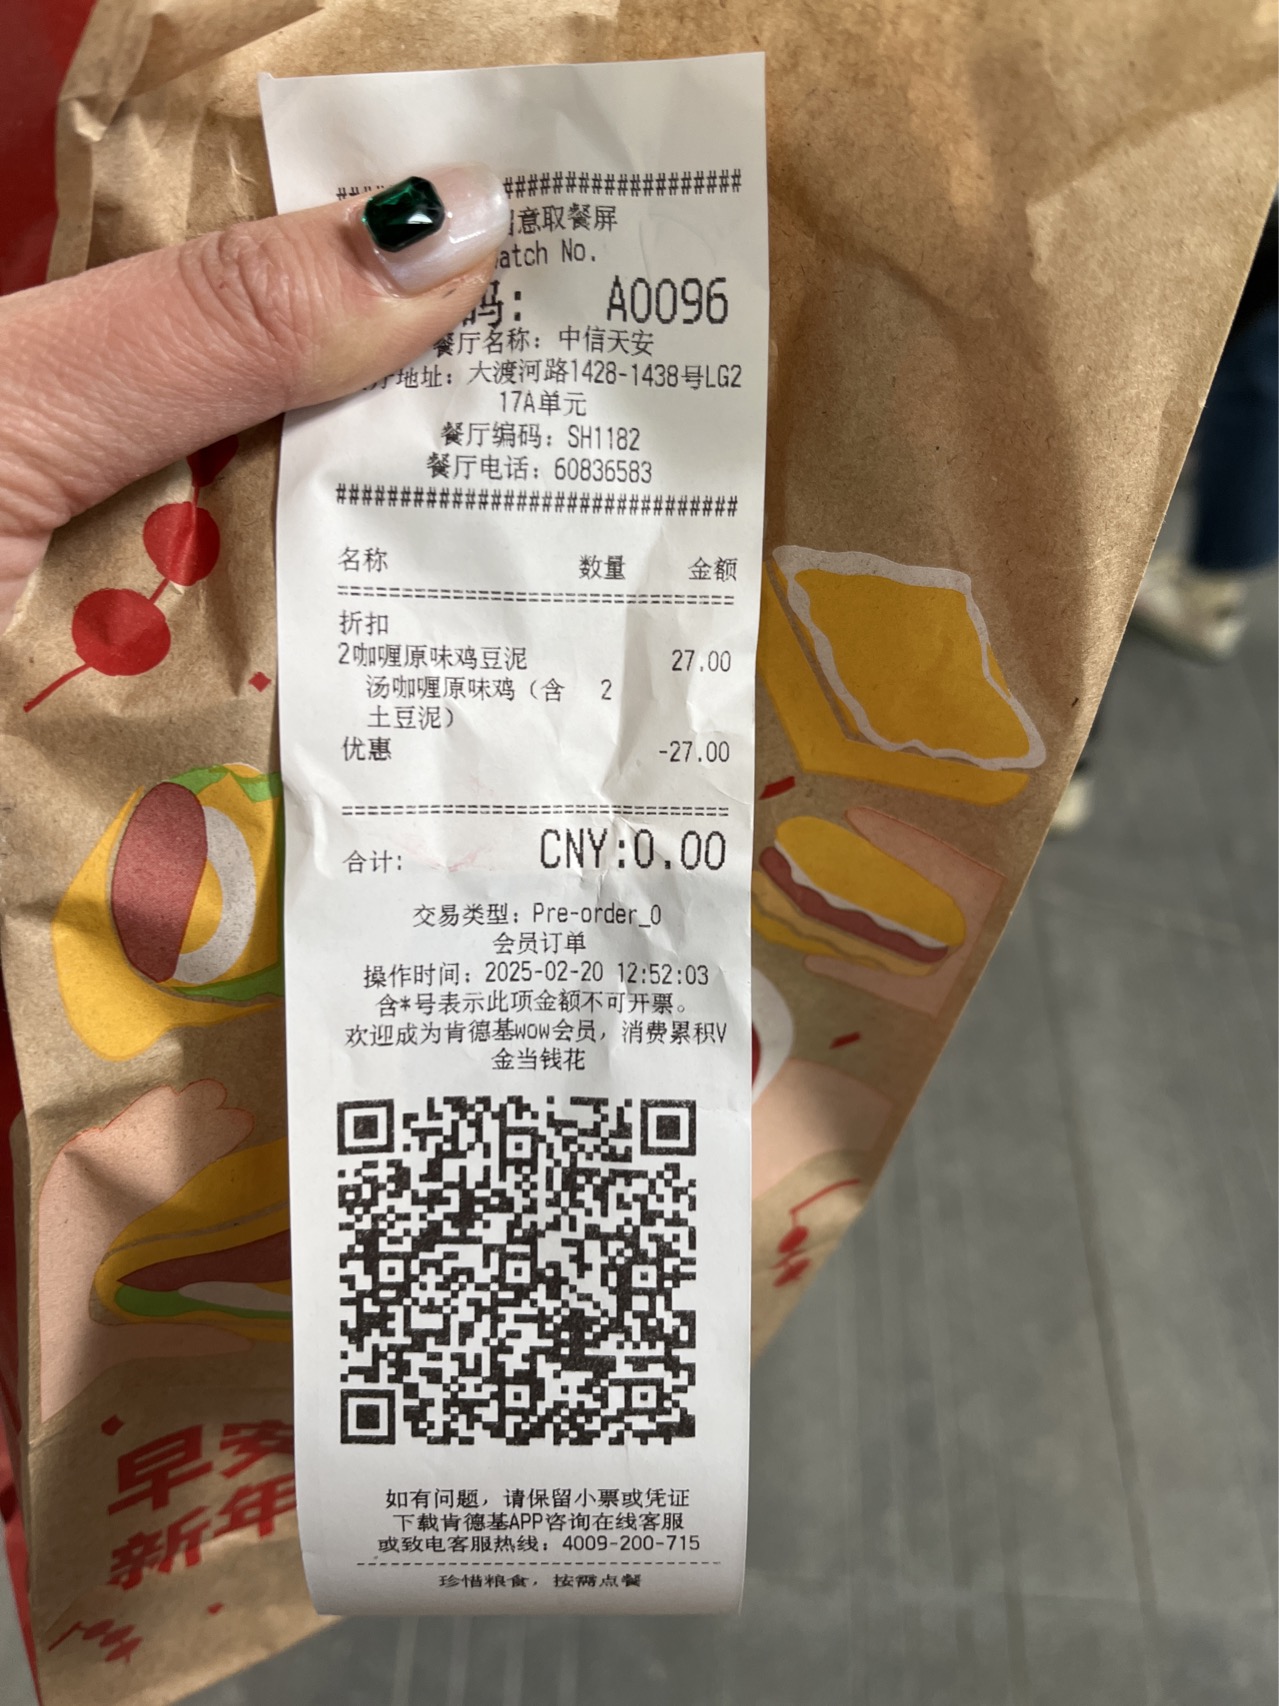 ##############################
意取餐屏
atch No.
码: A0096
餐厅名称: 中信天安
地址: 大渡河路1428-1438号LG2
17A单元
餐厅编码: SH1182
餐厅电话: 60836583
##############################
名称 数量 金额
折扣
2咖喱原味鸡豆泥 27.00
汤咖喱原味鸡（含 2
土豆泥）
优惠 -27.00
合计: CNY:0.00
交易类型: Pre-order_0
会员订单
操作时间: 2025-02-20 12:52:03
含*号表示此项金额不可开票。
欢迎成为肯德基wow会员，消费累积V
金当钱花
如有问题，请保留小票或凭证
下载肯德基APP咨询在线客服
或致电客服热线: 4009-200-715
珍惜粮食，按需点餐
早安
新年